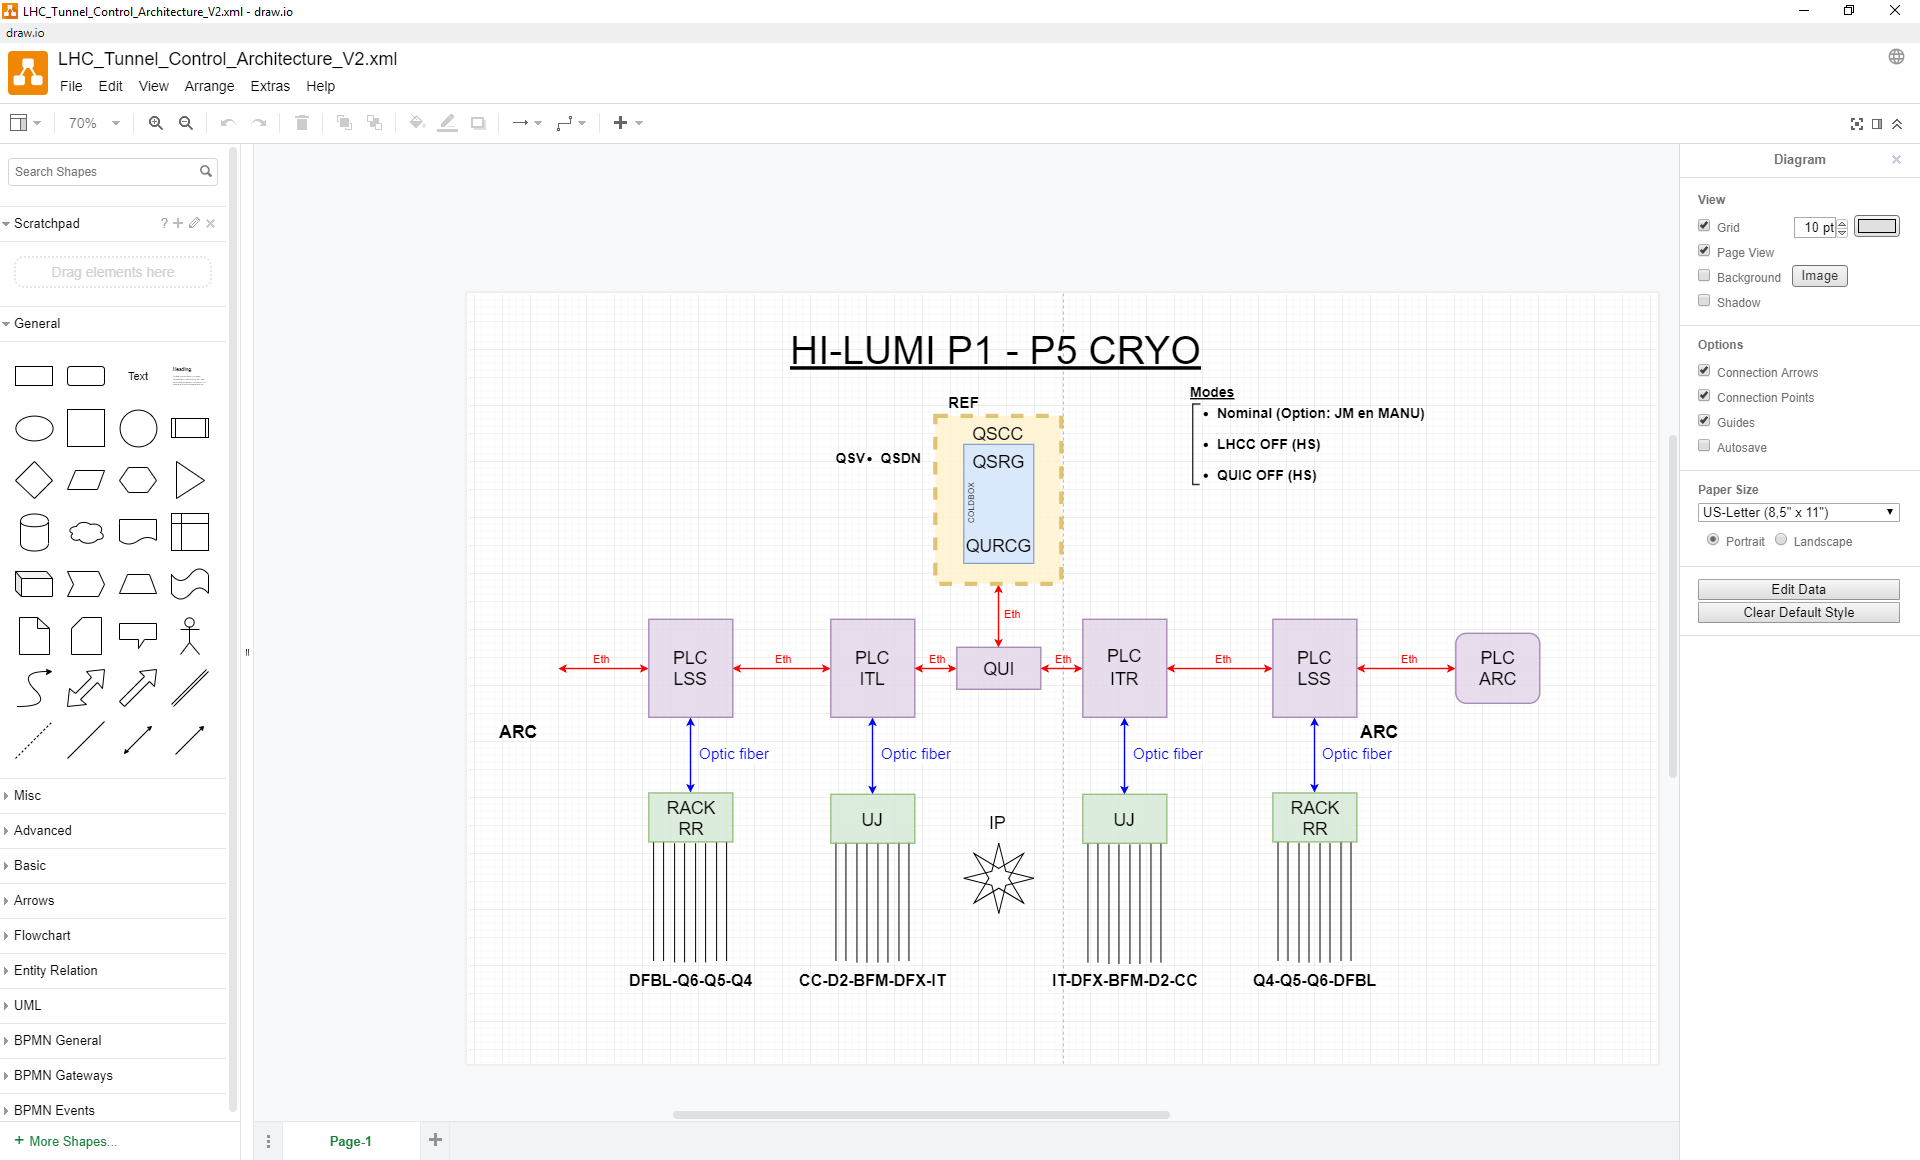 LHC_Tunnel_Control_Architecture_V2.xml - draw.io
draw.io
LHC_Tunnel_Control_Architecture_V2.xml
File Edit View Arrange Extras Help
70%
Search Shapes
Scratchpad
?
Drag elements here
General
Text
Heading
Misc
Advanced
Basic
Arrows
Flowchart
Entity Relation
UML
BPMN General
BPMN Gateways
BPMN Events
+ More Shapes...
HI-LUMI P1 - P5 CRYO
REF
QSCC
QSRG
COLDBOX
QURCG
QSV• QSDN
Modes
• Nominal (Option: JM en MANU)
• LHCC OFF (HS)
• QUIC OFF (HS)
Eth
Eth
PLC
LSS
Eth
PLC
ITL
Eth
QUI
Eth
PLC
ITR
Eth
PLC
LSS
Eth
PLC
ARC
ARC
ARC
Optic fiber
Optic fiber
Optic fiber
Optic fiber
RACK
RR
UJ
IP
UJ
RACK
RR
DFBL-Q6-Q5-Q4
CC-D2-BFM-DFX-IT
IT-DFX-BFM-D2-CC
Q4-Q5-Q6-DFBL
Page-1
Diagram
View
Grid
10 pt
Page View
Background
Image
Shadow
Options
Connection Arrows
Connection Points
Guides
Autosave
Paper Size
US-Letter (8,5" x 11")
Portrait
Landscape
Edit Data
Clear Default Style